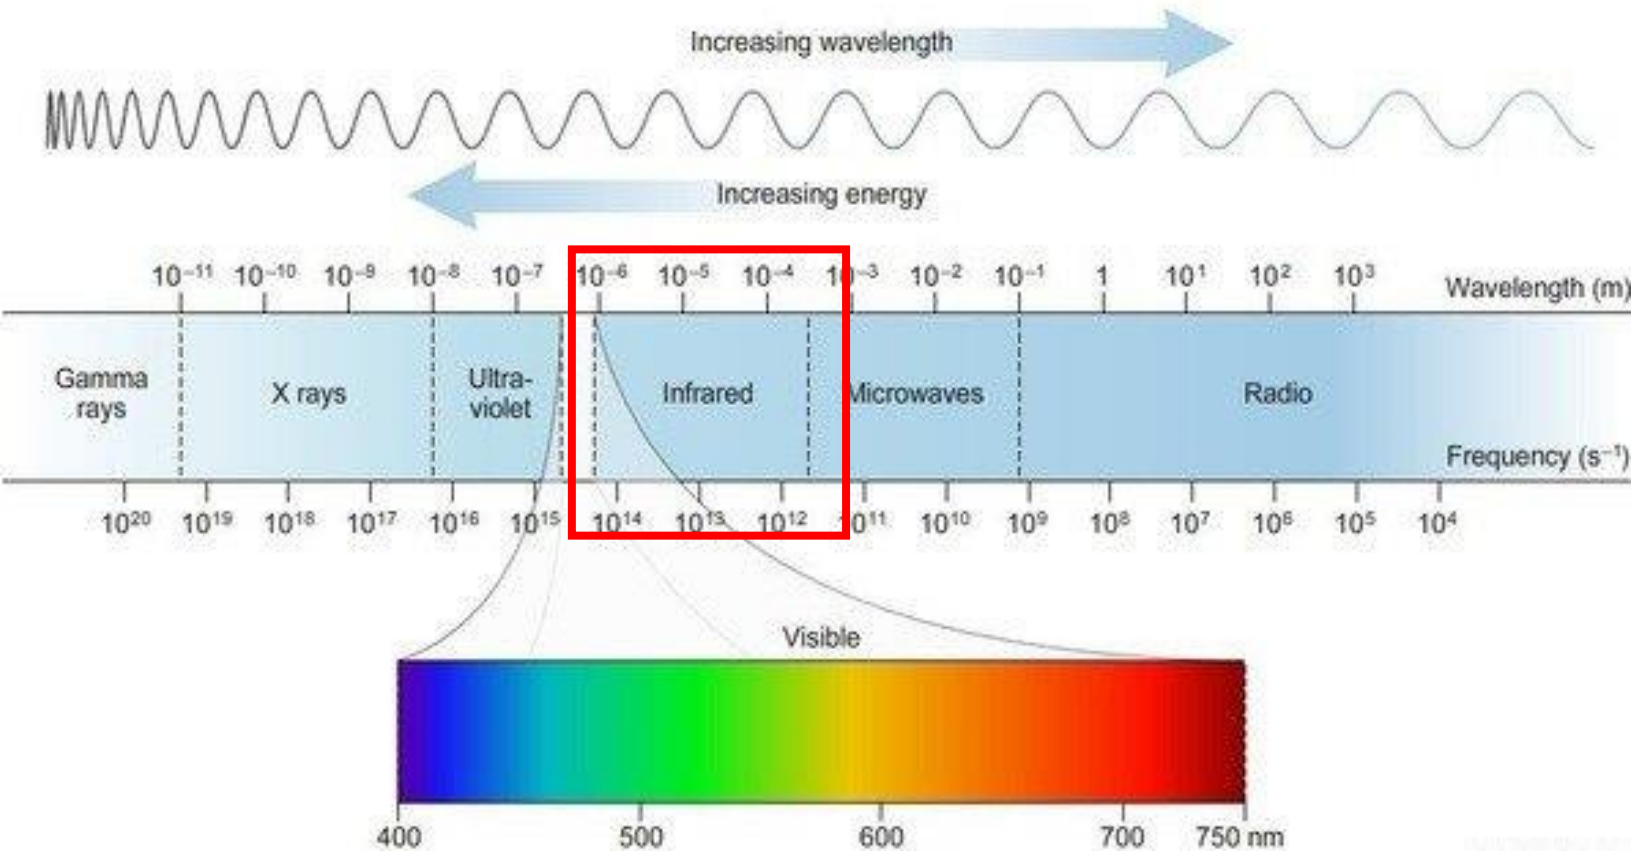 Increasing wavelength
Increasing energy
10⁻¹¹ 10⁻¹⁰ 10⁻⁹ 10⁻⁸ 10⁻⁷ 10⁻⁶ 10⁻⁵ 10⁻⁴ 10⁻³ 10⁻² 10⁻¹ 1 10¹ 10² 10³ Wavelength (m)
Gamma
rays
X rays
Ultra-
violet
Infrared
Microwaves
Radio
Frequency (s⁻¹)
10²⁰ 10¹⁹ 10¹⁸ 10¹⁷ 10¹⁶ 10¹⁵ 10¹⁴ 10¹³ 10¹² 10¹¹ 10¹⁰ 10⁹ 10⁸ 10⁷ 10⁶ 10⁵ 10⁴
Visible
400 500 600 700 750 nm